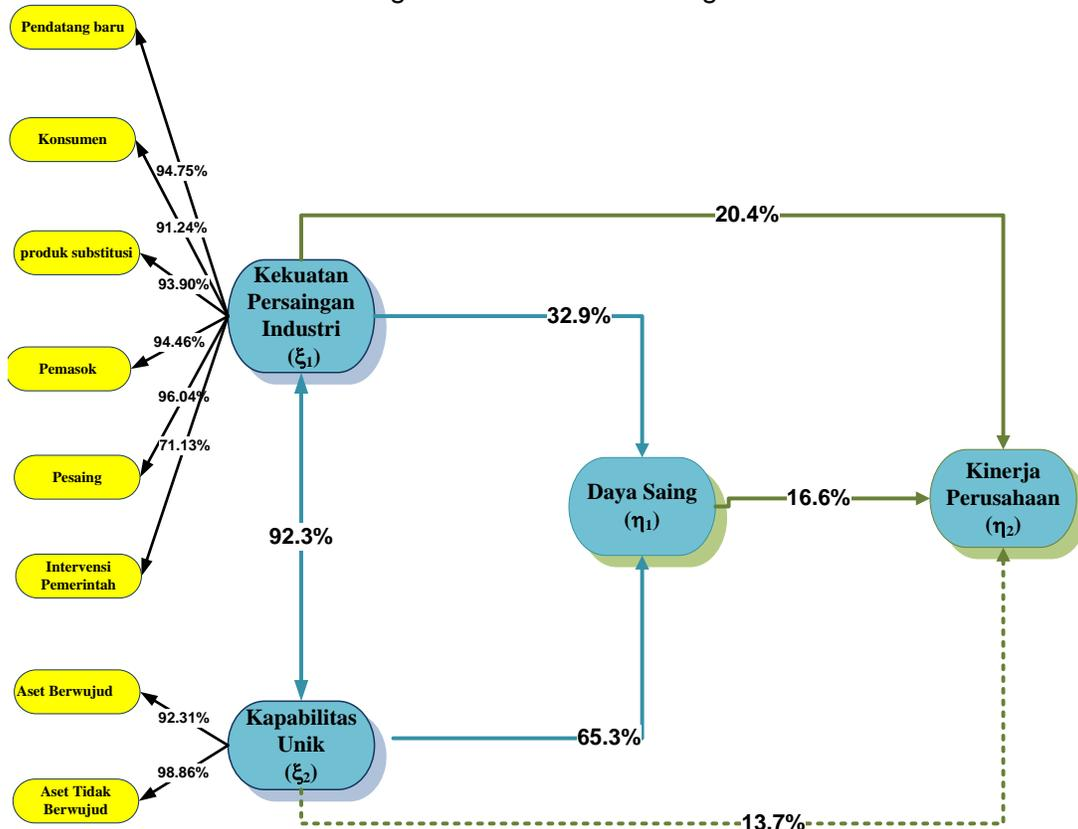 Pendatang baru
Konsumen
94.75%
91.24%
20.4%
produk substitusi
93.90%
Kekuatan
Persaingan
Industri
(ξ1)
32.9%
94.46%
Pemasok
96.04%
71.13%
Pesaing
Daya Saing
(η1)
16.6%
Kinerja
Perusahaan
(η2)
92.3%
Intervensi
Pemerintah
Aset Berwujud
92.31%
Kapabilitas
Unik
(ξ2)
65.3%
98.86%
Aset Tidak
Berwujud
13.7%